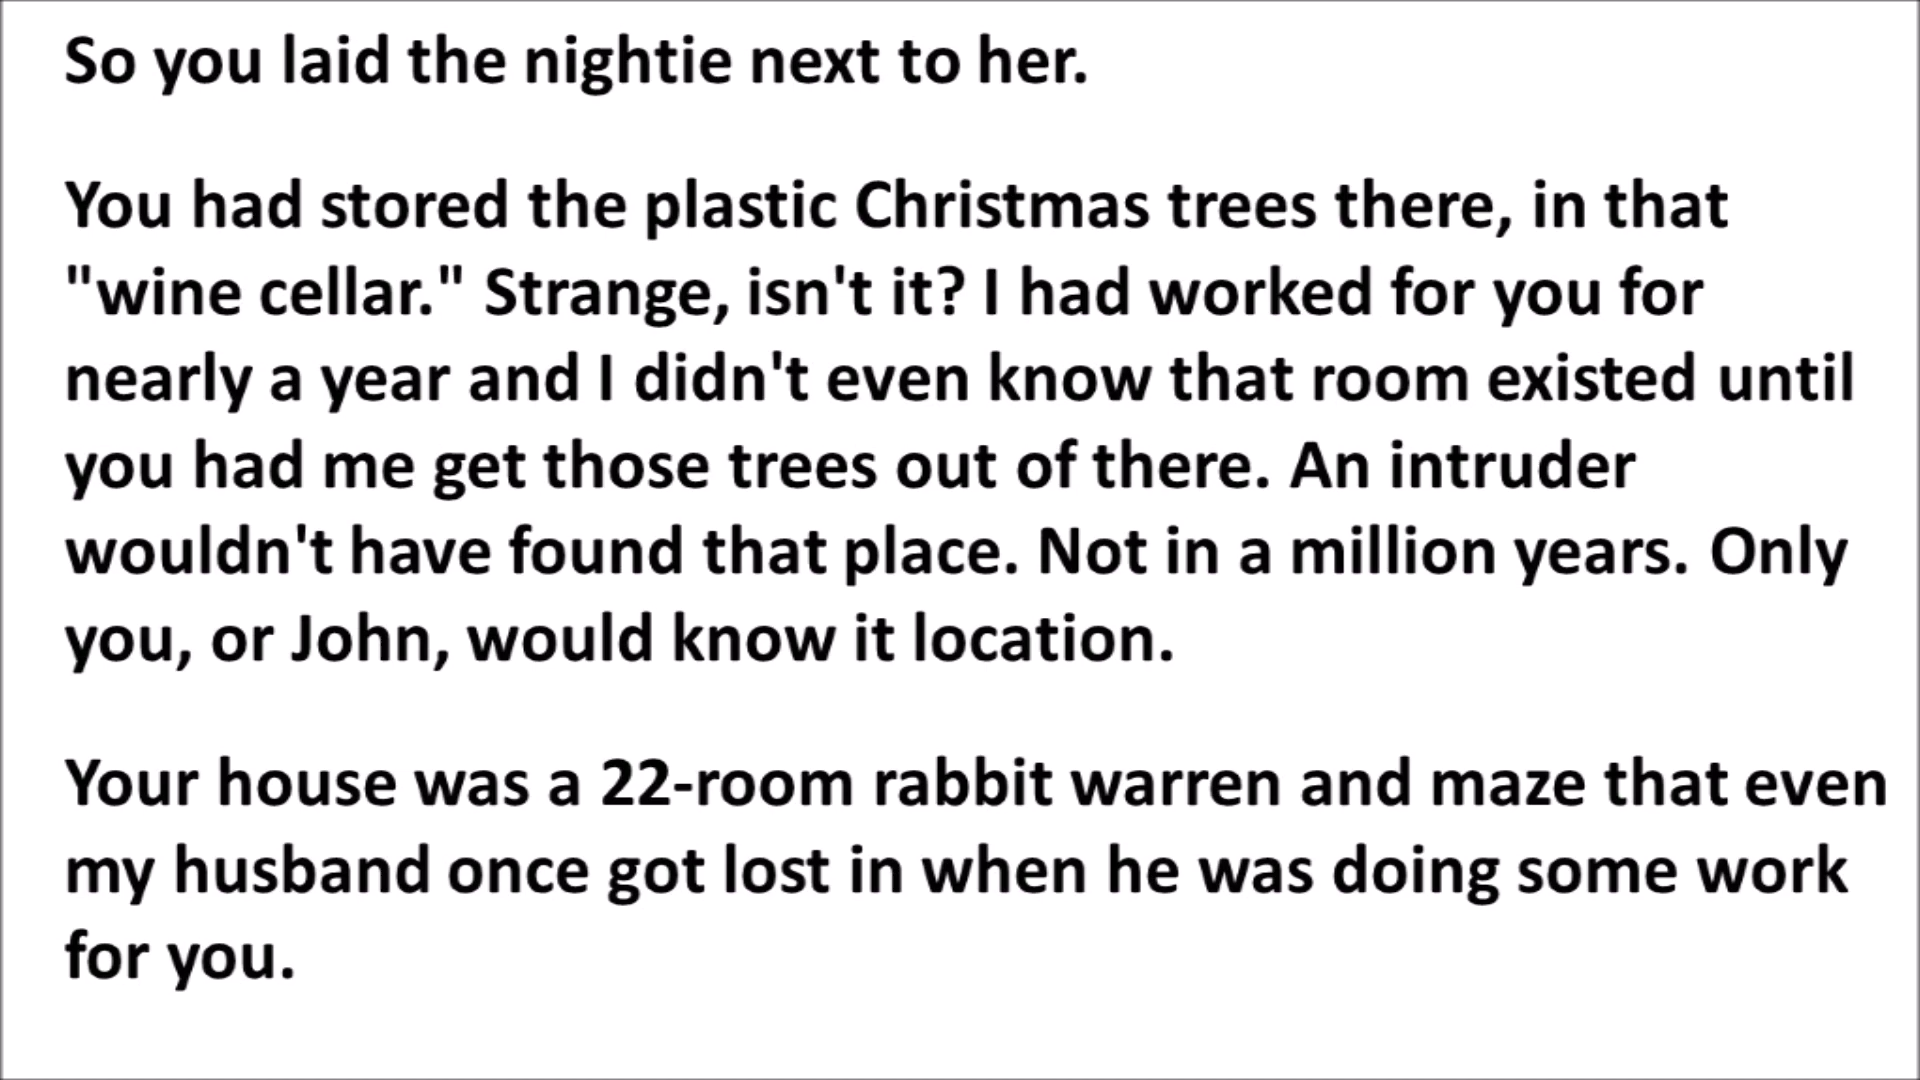 So you laid the nightie next to her.
You had stored the plastic Christmas trees there, in that
"wine cellar." Strange, isn't it? I had worked for you for
nearly a year and I didn't even know that room existed until
you had me get those trees out of there. An intruder
wouldn't have found that place. Not in a million years. Only
you, or John, would know it location.
Your house was a 22-room rabbit warren and maze that even
my husband once got lost in when he was doing some work
for you.